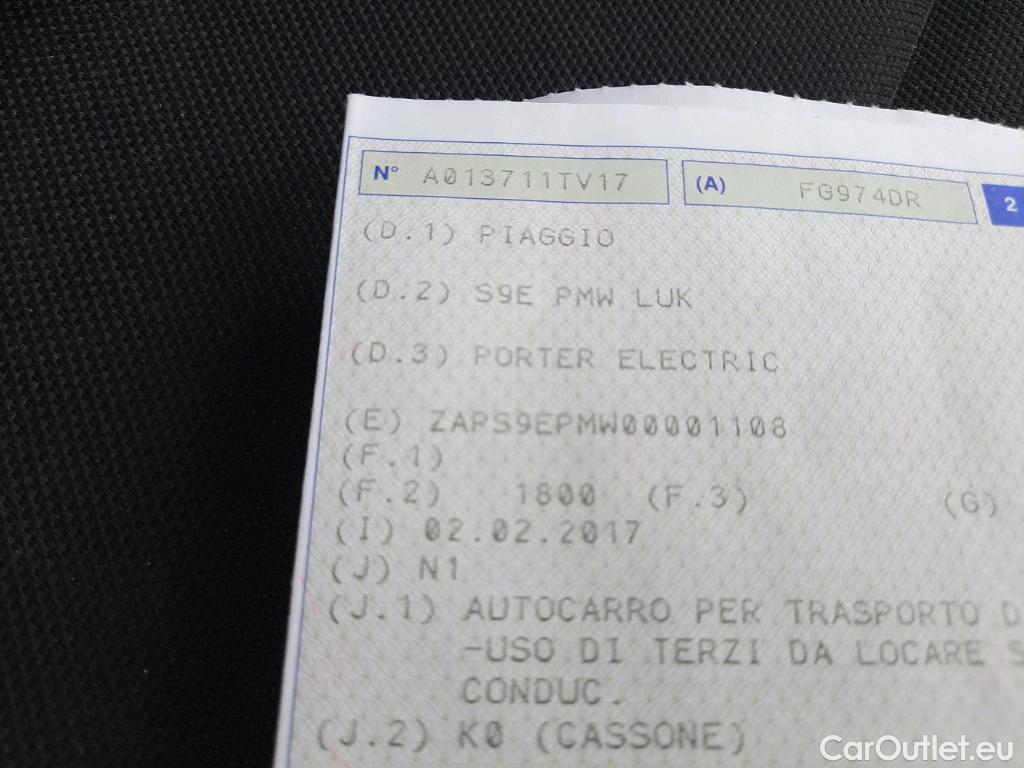 N° A013711TV17 (A) FG974DR 2
(D.1) PIAGGIO
(D.2) S9E PMW LUK
(D.3) PORTER ELECTRIC
(E) ZAPS9EPMW00001108
(F.1)
(F.2) 1800 (F.3) (G)
(I) 02.02.2017
(J) N1
(J.1) AUTOCARRO PER TRASPORTO D
-USO DI TERZI DA LOCARE S
CONDUC.
(J.2) K0 (CASSONE)
CarOutlet.eu